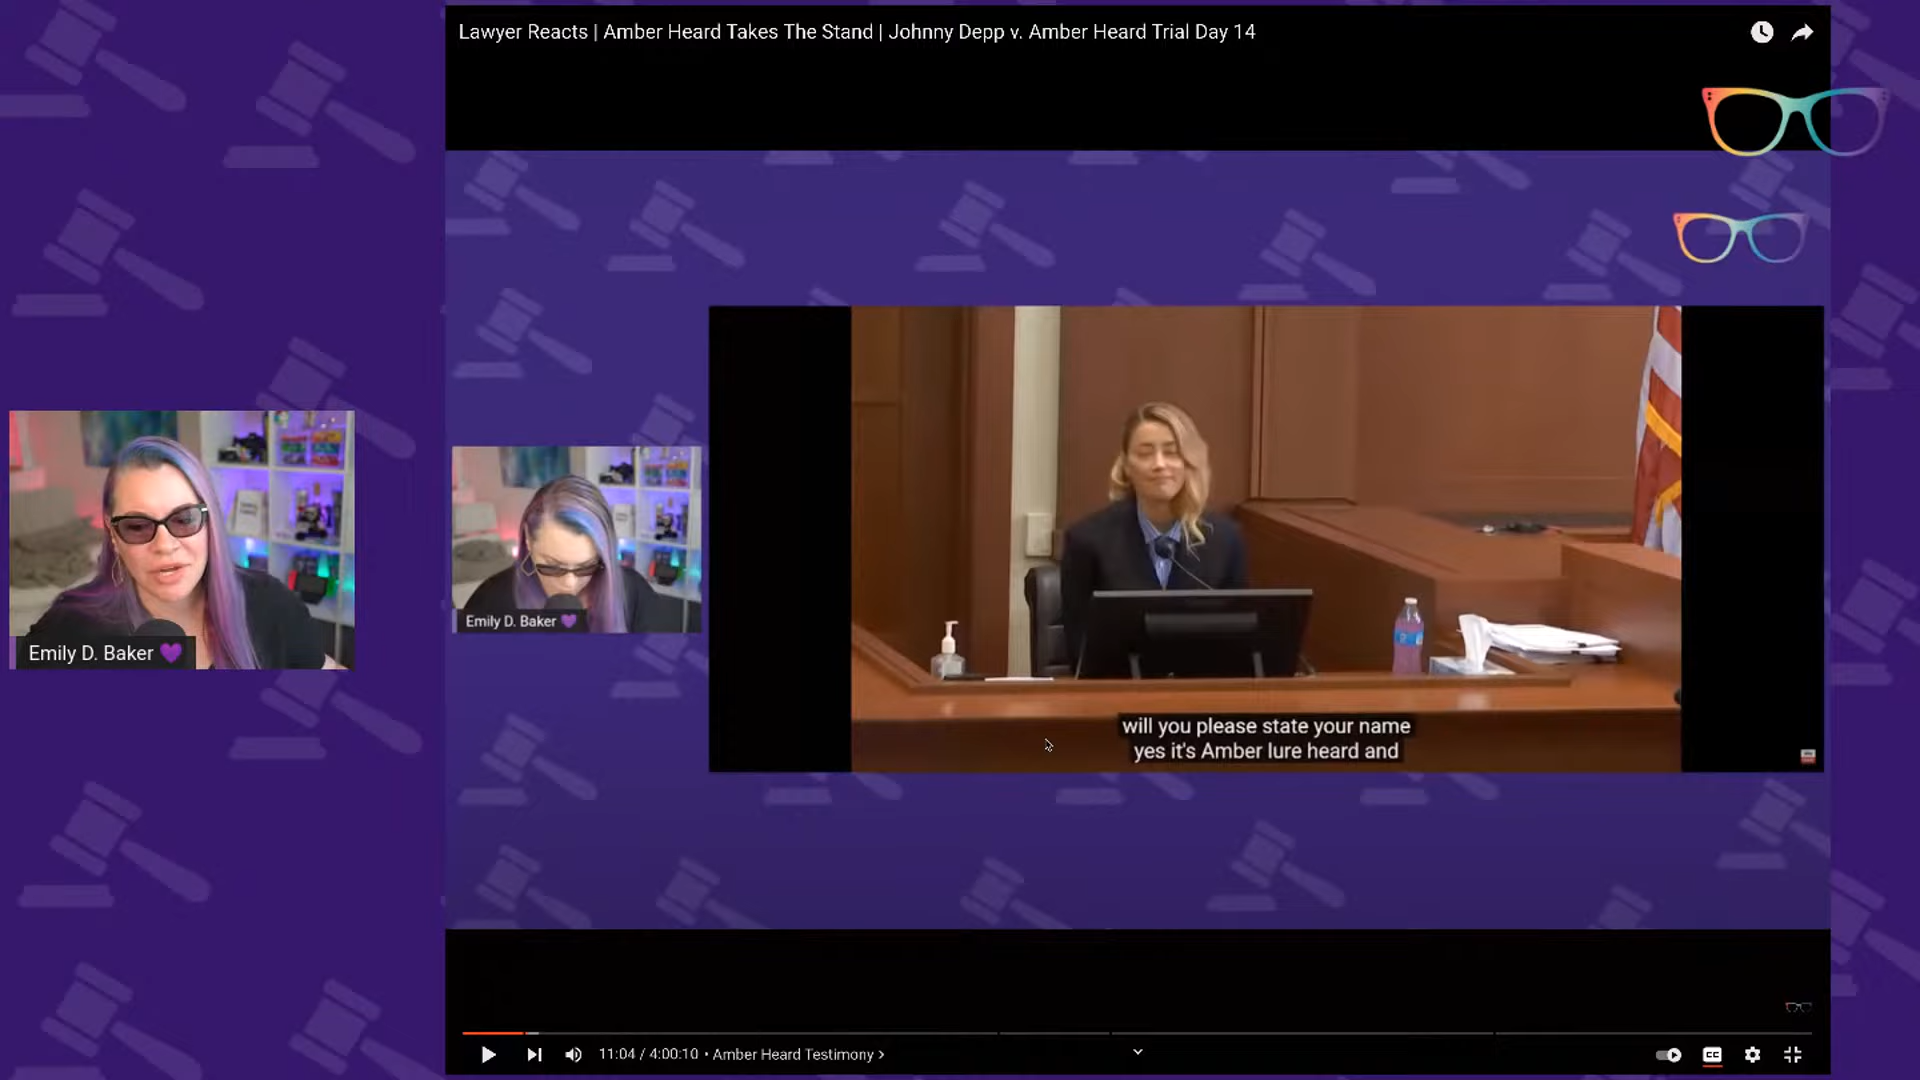 Lawyer Reacts | Amber Heard Takes The Stand | Johnny Depp v. Amber Heard Trial Day 14
Emily D. Baker 💜
Emily D. Baker 💜
will you please state your name
yes it's Amber lure heard and
11:04 / 4:00:10 • Amber Heard Testimony >
CC